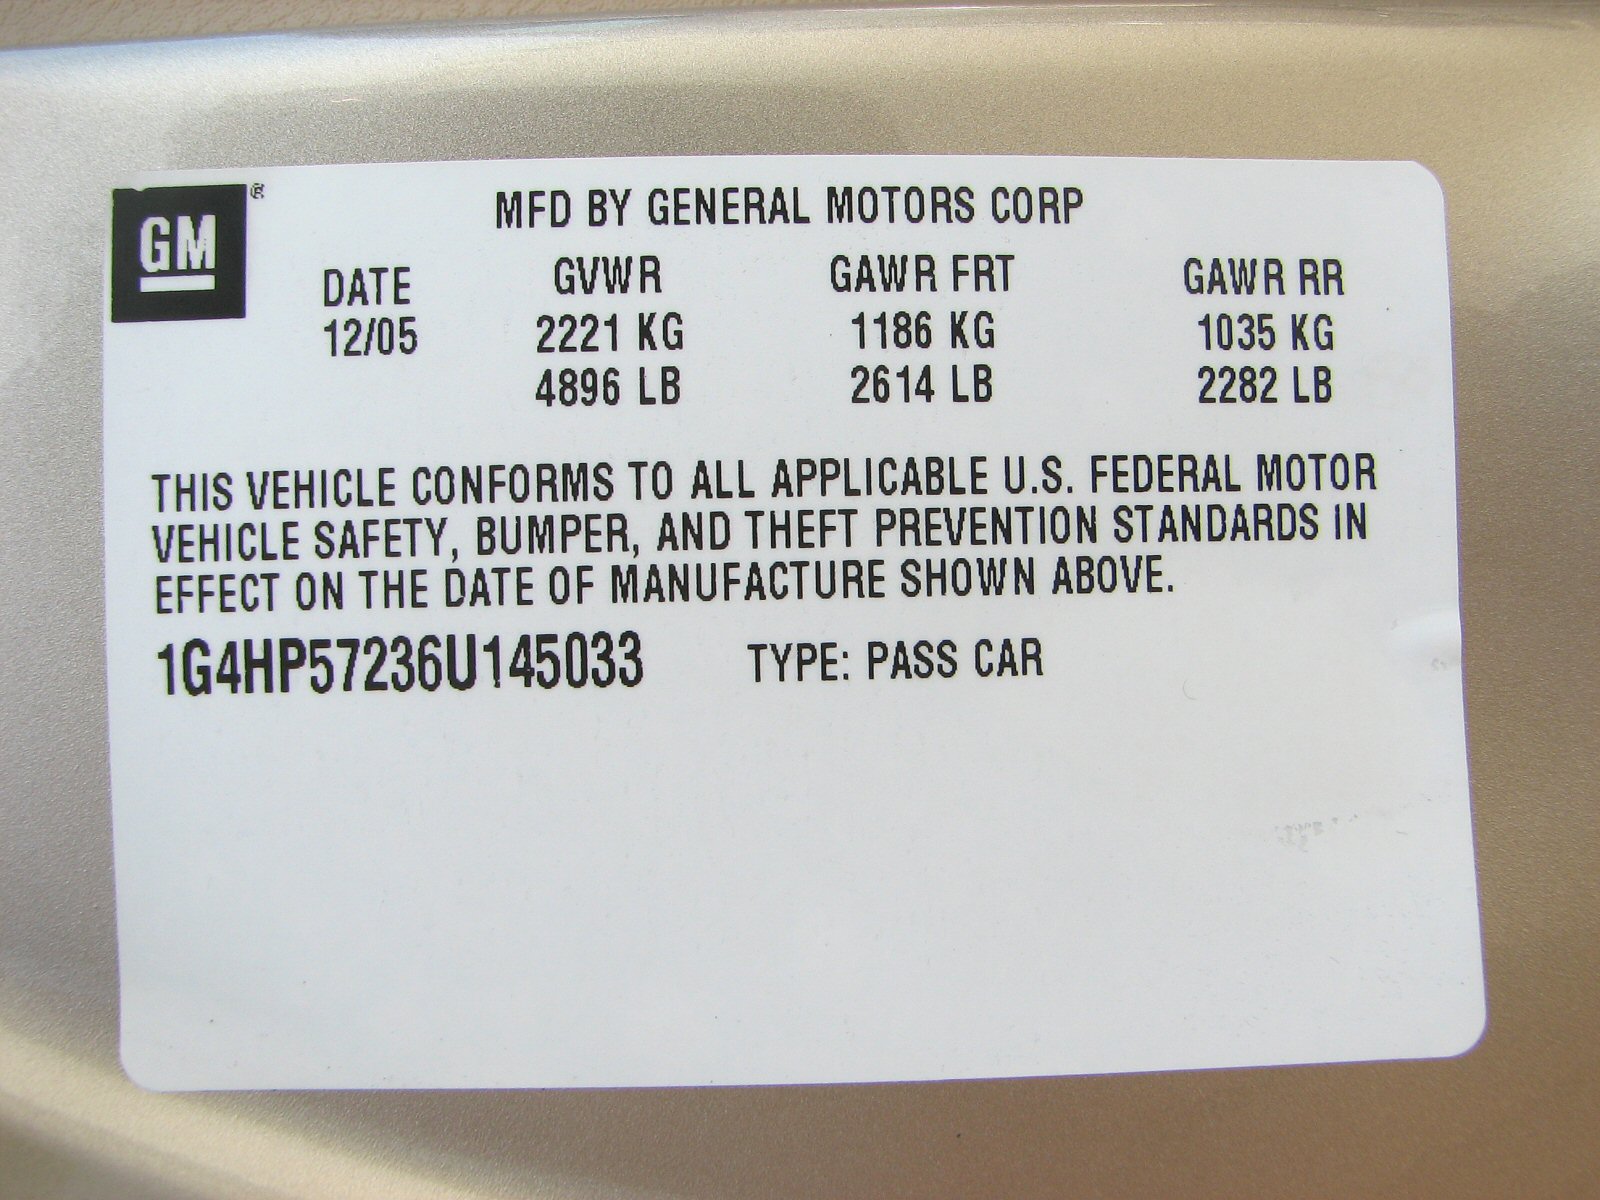 GM®
MFD BY GENERAL MOTORS CORP
DATE GVWR GAWR FRT GAWR RR
12/05 2221 KG 1186 KG 1035 KG
4896 LB 2614 LB 2282 LB
THIS VEHICLE CONFORMS TO ALL APPLICABLE U.S. FEDERAL MOTOR
VEHICLE SAFETY, BUMPER, AND THEFT PREVENTION STANDARDS IN
EFFECT ON THE DATE OF MANUFACTURE SHOWN ABOVE.
1G4HP57236U145033 TYPE: PASS CAR